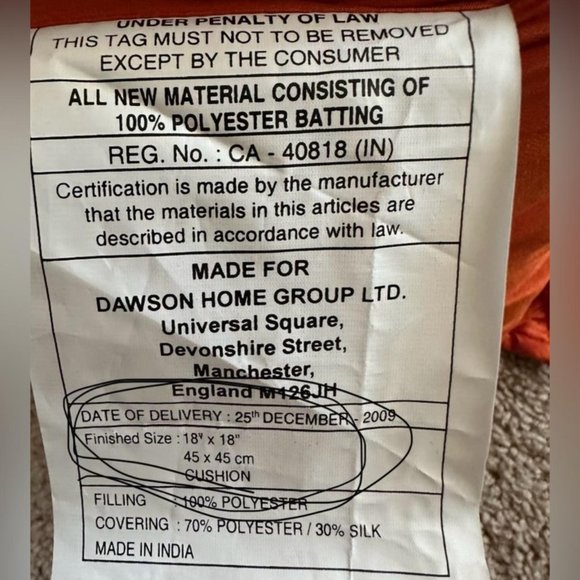 UNDER PENALTY OF LAW
THIS TAG MUST NOT TO BE REMOVED
EXCEPT BY THE CONSUMER
ALL NEW MATERIAL CONSISTING OF
100% POLYESTER BATTING
REG. No. : CA - 40818 (IN)
Certification is made by the manufacturer
that the materials in this articles are
described in accordance with law.
MADE FOR
DAWSON HOME GROUP LTD.
Universal Square,
Devonshire Street,
Manchester,
England M126JH
DATE OF DELIVERY : 25th DECEMBER - 2009
Finished Size : 18" x 18"
45 x 45 cm
CUSHION
FILLING : 100% POLYESTER
COVERING : 70% POLYESTER / 30% SILK
MADE IN INDIA